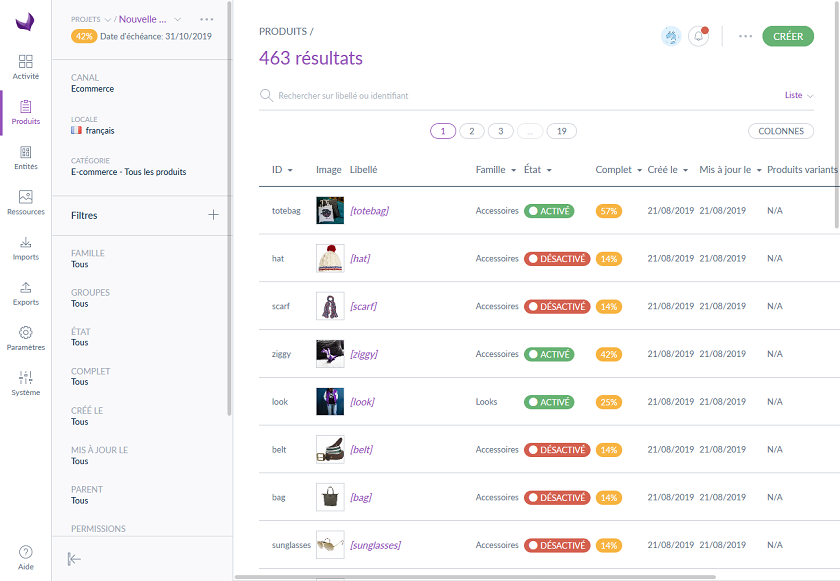 Activité
Produits
Entités
Ressources
Imports
Exports
Paramètres
Système
Aide
PROJETS / Nouvelle ...
42% Date d'échéance: 31/10/2019
CANAL
Ecommerce
LOCALE
français
CATÉGORIE
E-commerce - Tous les produits
Filtres
FAMILLE
Tous
GROUPES
Tous
ÉTAT
Tous
COMPLET
Tous
CRÉÉ LE
Tous
MIS À JOUR LE
Tous
PARENT
Tous
PERMISSIONS
PRODUITS /
CRÉER
463 résultats
Rechercher sur libellé ou identifiant
Liste
1 2 3 ... 19
COLONNES
ID Image Libellé Famille État Complet Créé le Mis à jour le Produits variants
totebag [totebag] Accessoires ACTIVÉ 57% 21/08/2019 21/08/2019 N/A
hat [hat] Accessoires DÉSACTIVÉ 14% 21/08/2019 21/08/2019 N/A
scarf [scarf] Accessoires DÉSACTIVÉ 14% 21/08/2019 21/08/2019 N/A
ziggy [ziggy] Accessoires ACTIVÉ 42% 21/08/2019 21/08/2019 N/A
look [look] Looks ACTIVÉ 25% 21/08/2019 21/08/2019 N/A
belt [belt] Accessoires DÉSACTIVÉ 14% 21/08/2019 21/08/2019 N/A
bag [bag] Accessoires DÉSACTIVÉ 14% 21/08/2019 21/08/2019 N/A
sunglasses [sunglasses] Accessoires DÉSACTIVÉ 14% 21/08/2019 21/08/2019 N/A